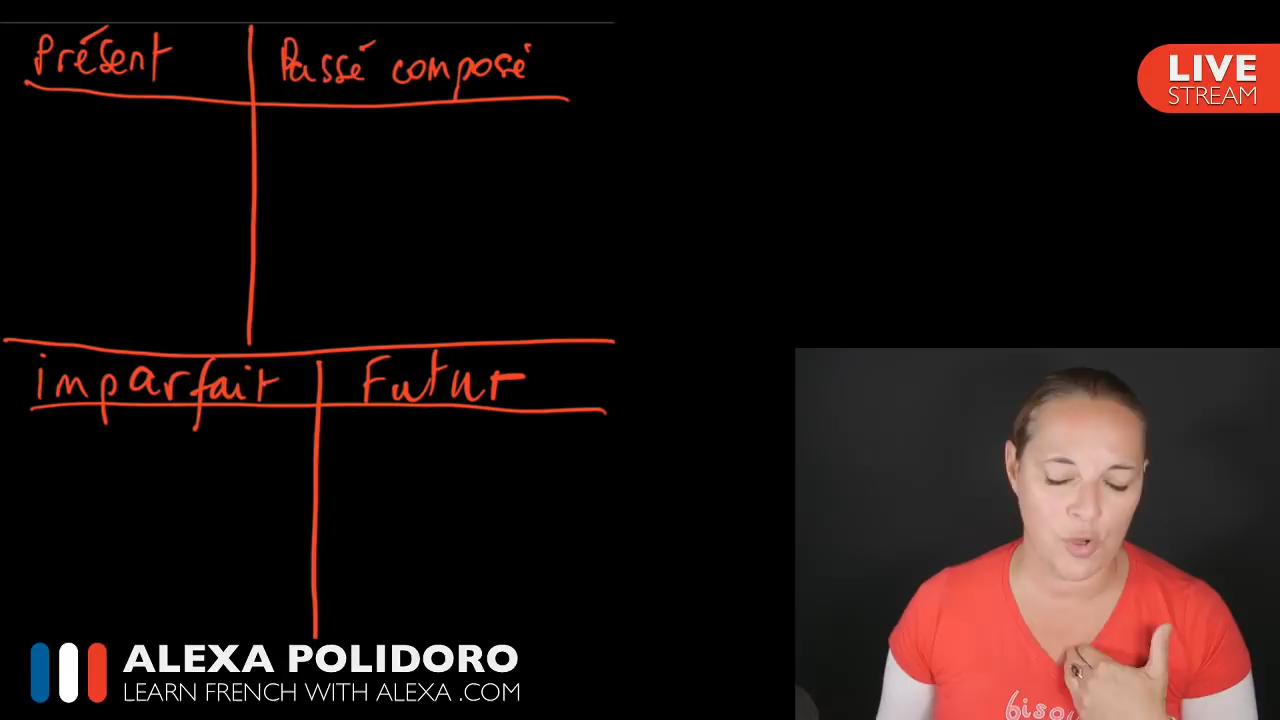 Présent
Passé composé
LIVE
STREAM
imparfait
Futur
ALEXA POLIDORO
LEARN FRENCH WITH ALEXA .COM